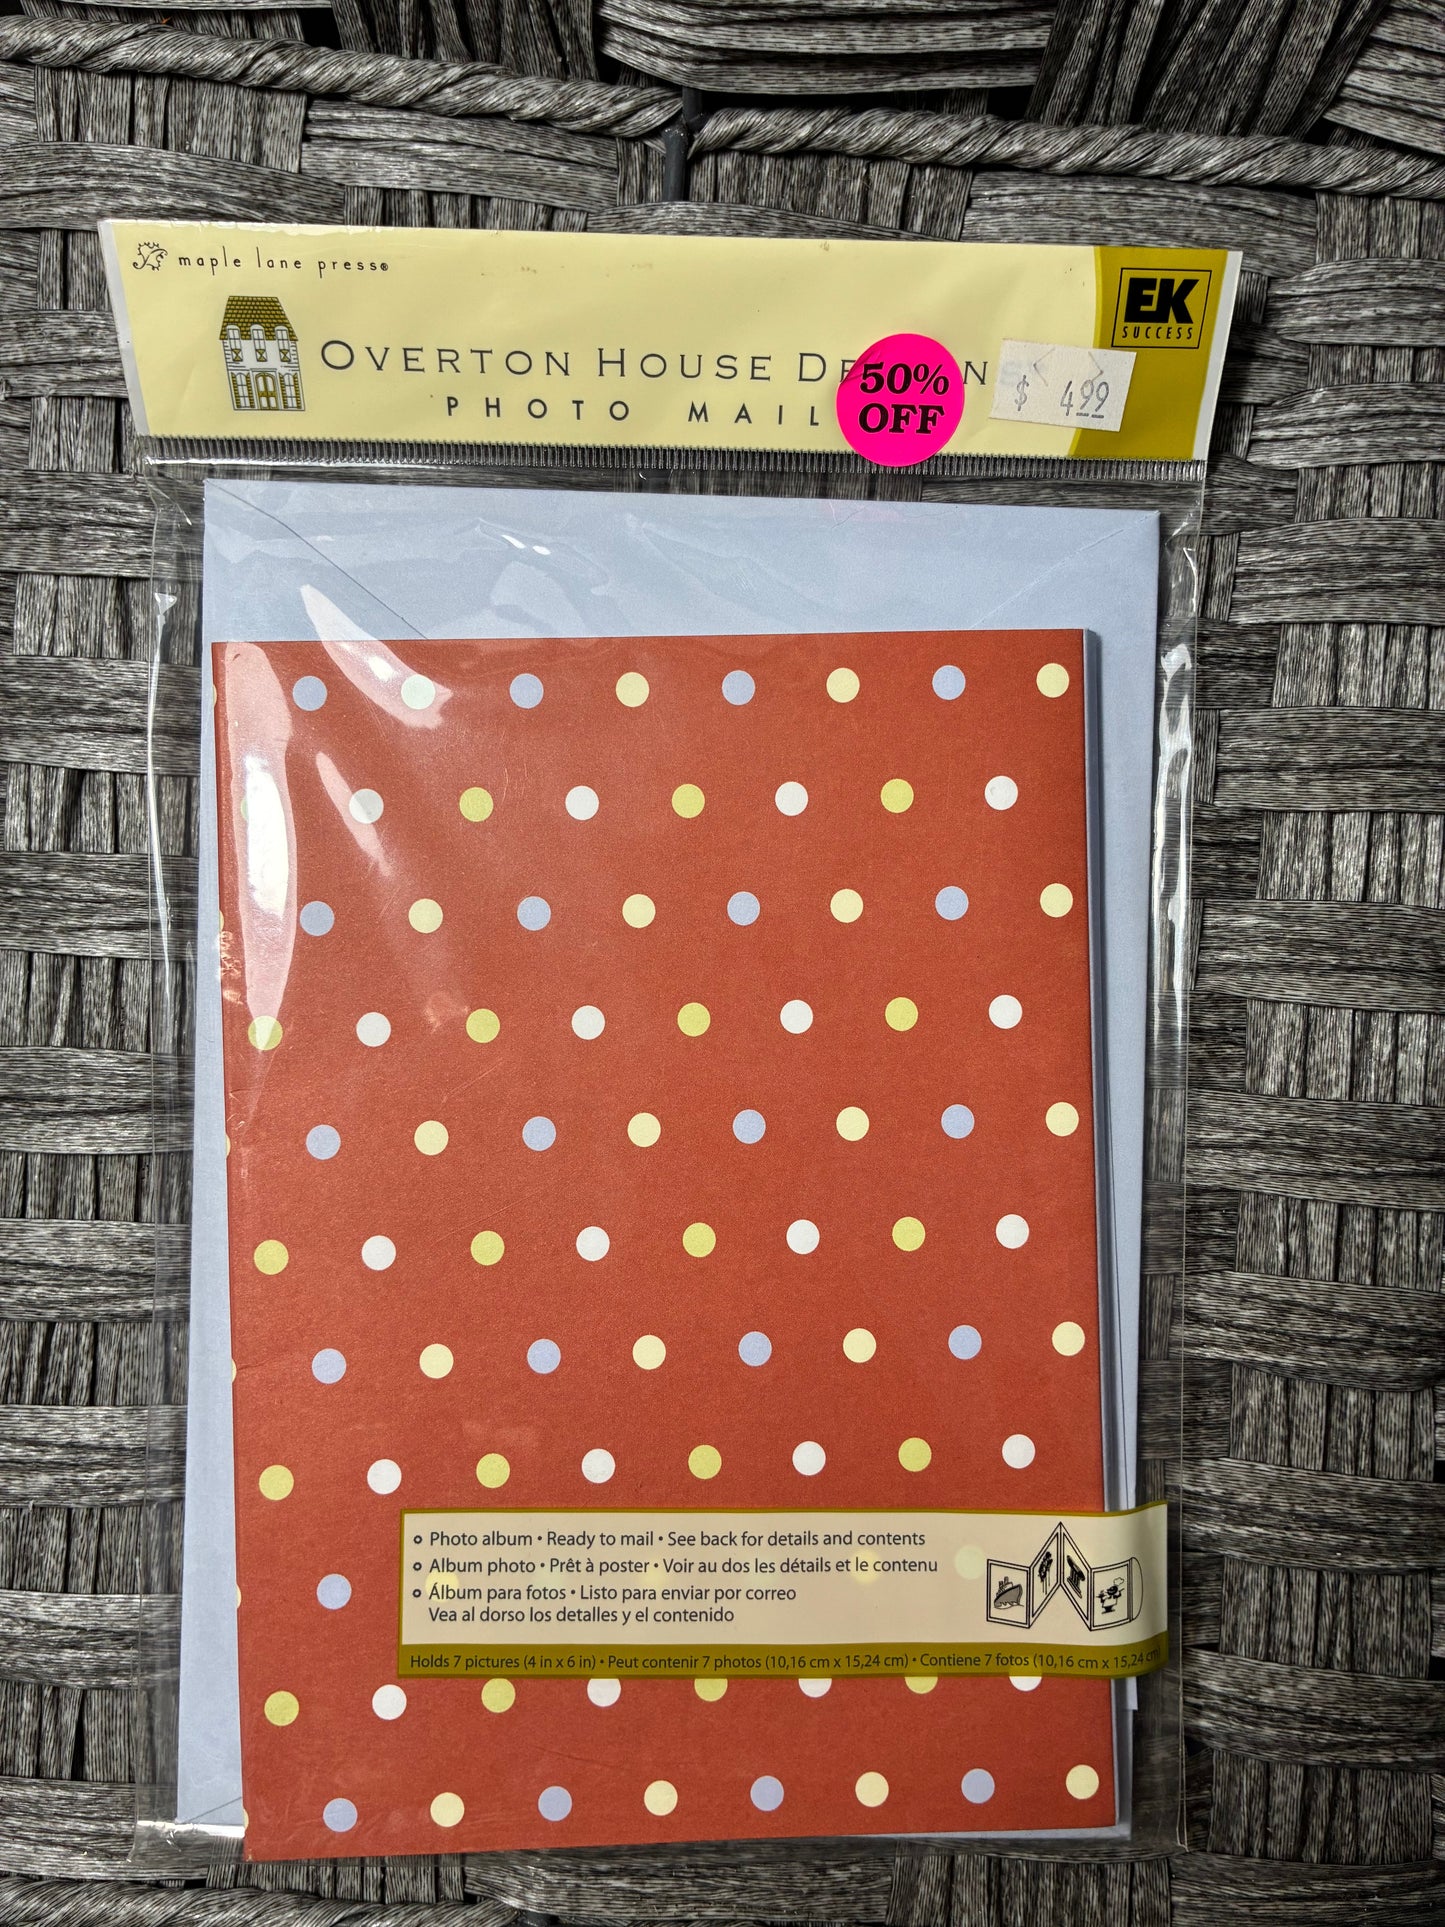 maple lane press®
EK
SUCCESS
OVERTON HOUSE
PHOTO MAIL
50%
OFF
$ 4.99
Photo album • Ready to mail • See back for details and contents
Album photo • Prêt à poster • Voir au dos les détails et le contenu
Álbum para fotos • Listo para enviar por correo
Vea al dorso los detalles y el contenido
Holds 7 pictures (4 in x 6 in) • Peut contenir 7 photos (10,16 cm x 15,24 cm) • Contiene 7 fotos (10,16 cm x 15,24 cm)